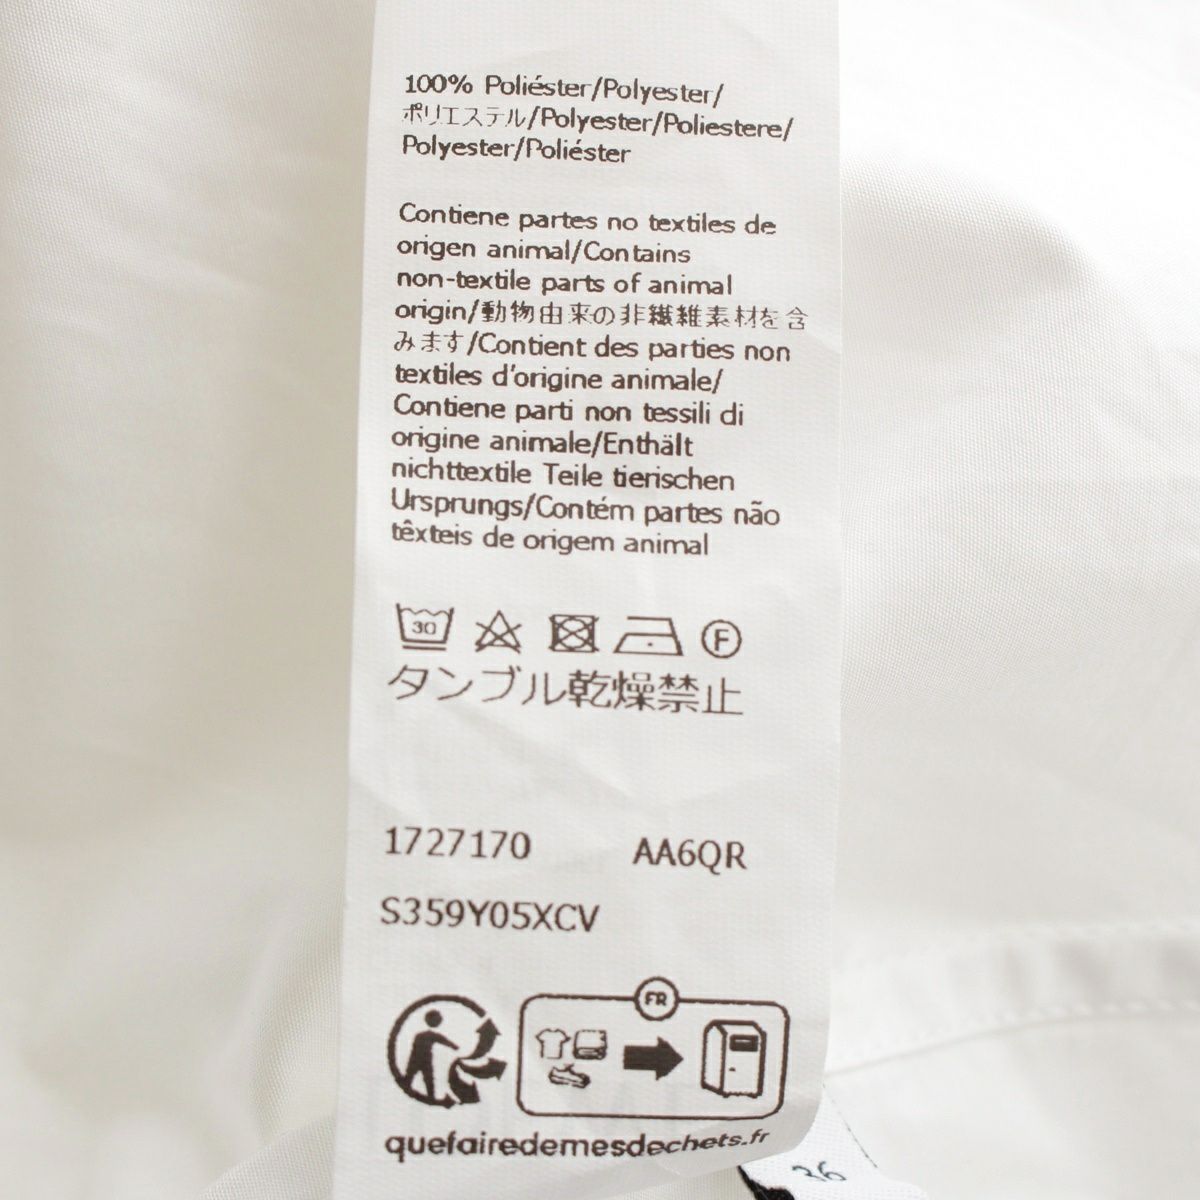 100% Poliéster/Polyester/
ポリエステル/Polyester/Poliestere/
Polyester/Poliéster
Contiene partes no textiles de
origen animal/Contains
non-textile parts of animal
origin/動物由来の非繊維素材を含
みます/Contient des parties non
textiles d'origine animale/
Contiene parti non tessili di
origine animale/Enthält
nichttextile Teile tierischen
Ursprungs/Contém partes não
têxteis de origem animal
30 F
タンブル乾燥禁止
1727170 AA6QR
S359Y05XCV
FR
quefairedemesdechets.fr
36